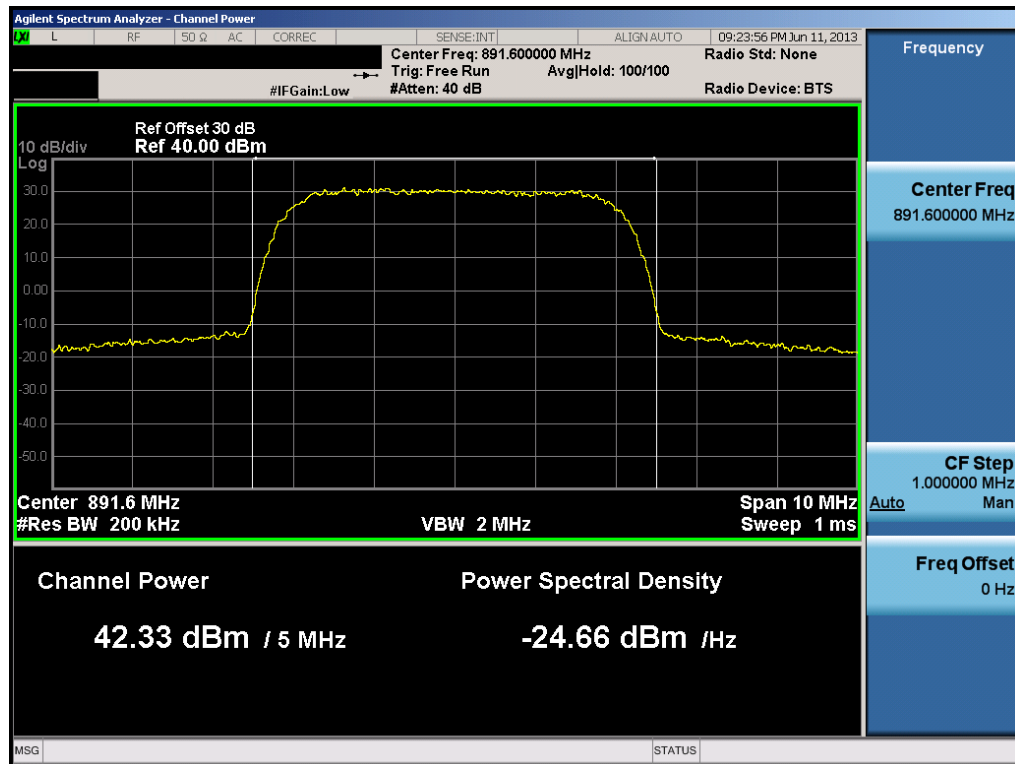 Agilent Spectrum Analyzer - Channel Power
LXI L RF 50 Ω AC CORREC SENSE:INT ALIGNAUTO 09:23:56 PM Jun 11, 2013
Center Freq: 891.600000 MHz Radio Std: None
Trig: Free Run Avg|Hold: 100/100
#IFGain:Low #Atten: 40 dB Radio Device: BTS
Ref Offset 30 dB
10 dB/div Ref 40.00 dBm
Log
30.0
20.0
10.0
0.00
-10.0
-20.0
-30.0
-40.0
-50.0
Center 891.6 MHz Span 10 MHz
#Res BW 200 kHz VBW 2 MHz Sweep 1 ms
Channel Power Power Spectral Density
42.33 dBm / 5 MHz -24.66 dBm /Hz
MSG STATUS
Frequency
Center Freq
891.600000 MHz
CF Step
1.000000 MHz
Auto Man
Freq Offset
0 Hz